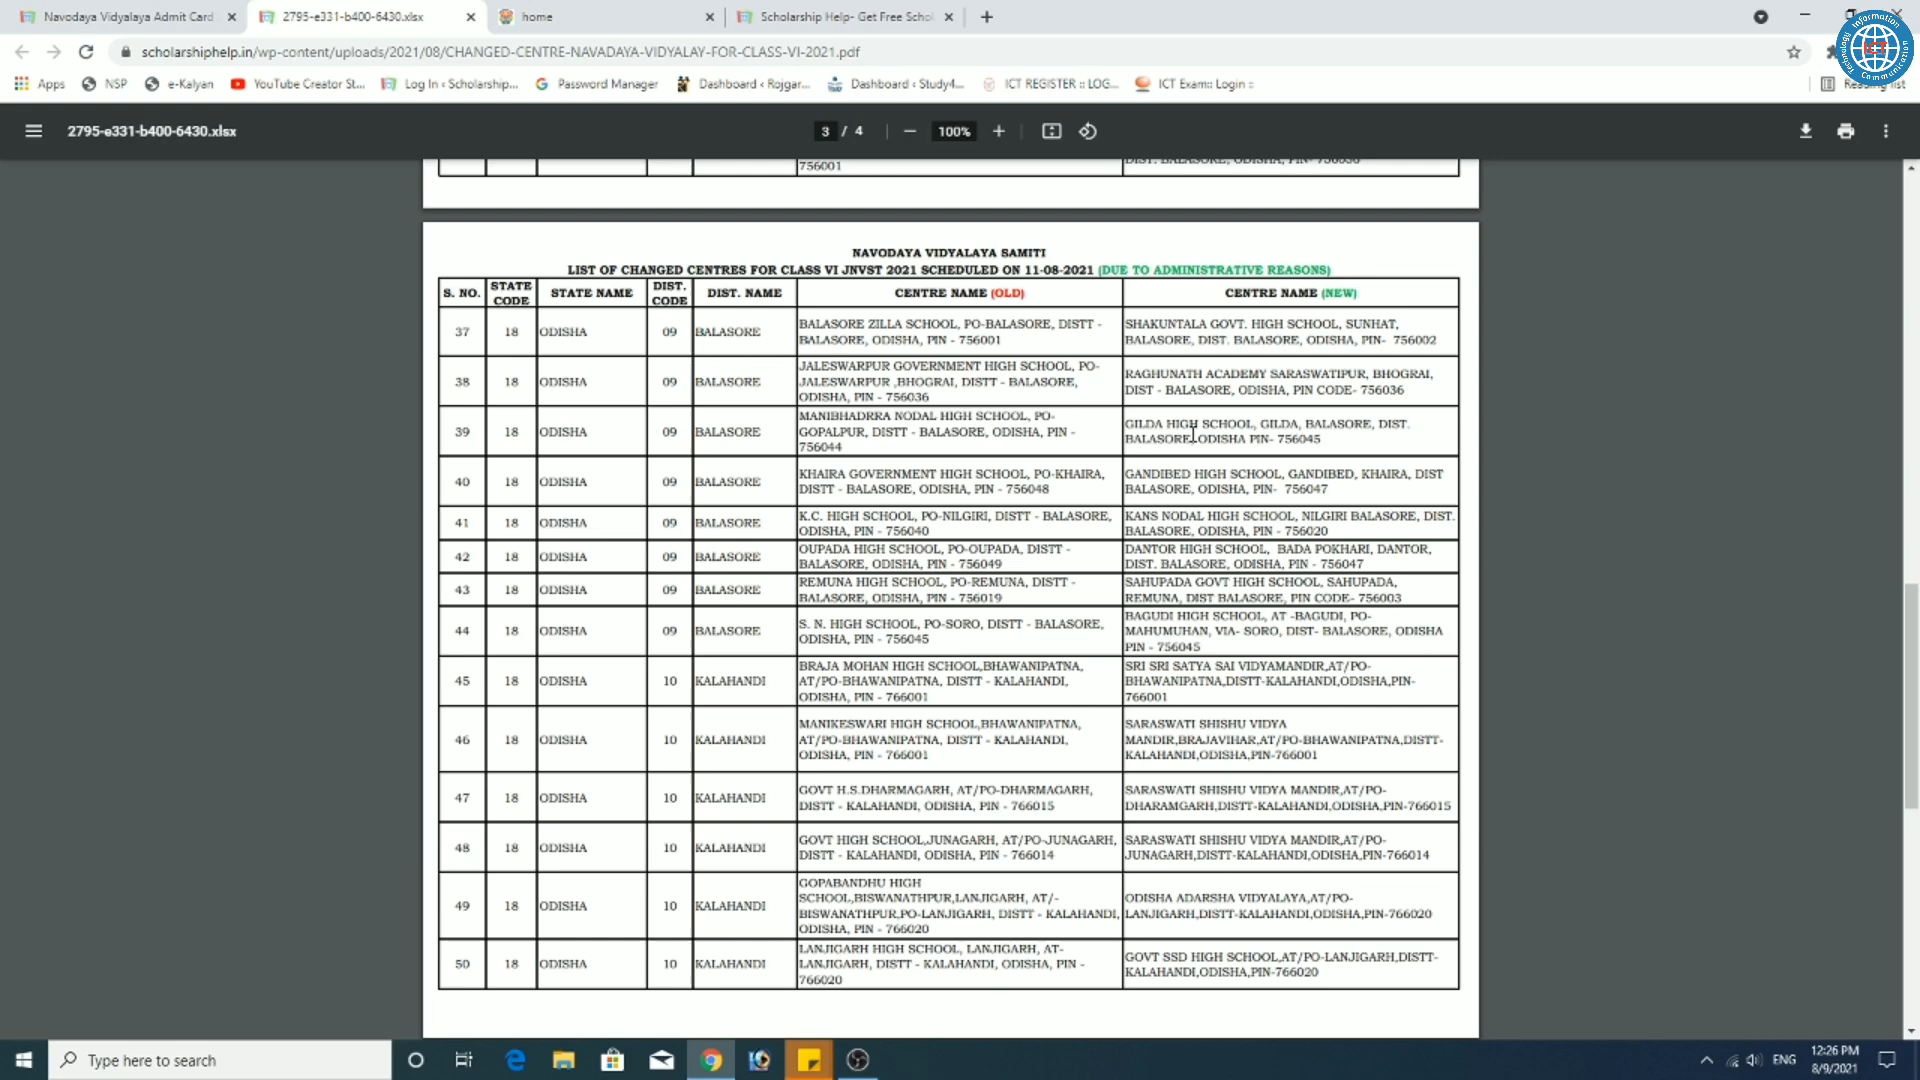 Navodaya Vidyalaya Admit Card
2795-e331-b400-6430.xlsx
home
Scholarship Help- Get Free Schol
scholarshiphelp.in/wp-content/uploads/2021/08/CHANGED-CENTRE-NAVADAYA-VIDYALAY-FOR-CLASS-VI-2021.pdf
Apps
NSP
e-Kalyan
YouTube Creator St...
Log In ‹ Scholarship...
Password Manager
Dashboard ‹ Rojgar...
Dashboard ‹ Study4...
ICT REGISTER :: LOG...
ICT Exam:: Login ::
Reading list
Information
Communication
Technology
ICT
2795-e331-b400-6430.xlsx
3 / 4
100%
756001
DIST. BALASORE, ODISHA, PIN- 756036
NAVODAYA VIDYALAYA SAMITI
LIST OF CHANGED CENTRES FOR CLASS VI JNVST 2021 SCHEDULED ON 11-08-2021 (DUE TO ADMINISTRATIVE REASONS)
S. NO.
STATE
CODE
STATE NAME
DIST.
CODE
DIST. NAME
CENTRE NAME (OLD)
CENTRE NAME (NEW)
37 18 ODISHA 09 BALASORE
BALASORE ZILLA SCHOOL, PO-BALASORE, DISTT -
BALASORE, ODISHA, PIN - 756001
SHAKUNTALA GOVT. HIGH SCHOOL, SUNHAT,
BALASORE, DIST. BALASORE, ODISHA, PIN- 756002
38 18 ODISHA 09 BALASORE
JALESWARPUR GOVERNMENT HIGH SCHOOL, PO-
JALESWARPUR ,BHOGRAI, DISTT - BALASORE,
ODISHA, PIN - 756036
RAGHUNATH ACADEMY SARASWATIPUR, BHOGRAI,
DIST - BALASORE, ODISHA, PIN CODE- 756036
39 18 ODISHA 09 BALASORE
MANIBHADRRA NODAL HIGH SCHOOL, PO-
GOPALPUR, DISTT - BALASORE, ODISHA, PIN -
756044
GILDA HIGH SCHOOL, GILDA, BALASORE, DIST.
BALASORE,ODISHA PIN- 756045
40 18 ODISHA 09 BALASORE
KHAIRA GOVERNMENT HIGH SCHOOL, PO-KHAIRA,
DISTT - BALASORE, ODISHA, PIN - 756048
GANDIBED HIGH SCHOOL, GANDIBED, KHAIRA, DIST
BALASORE, ODISHA, PIN- 756047
41 18 ODISHA 09 BALASORE
K.C. HIGH SCHOOL, PO-NILGIRI, DISTT - BALASORE,
ODISHA, PIN - 756040
KANS NODAL HIGH SCHOOL, NILGIRI BALASORE, DIST.
BALASORE, ODISHA, PIN - 756020
42 18 ODISHA 09 BALASORE
OUPADA HIGH SCHOOL, PO-OUPADA, DISTT -
BALASORE, ODISHA, PIN - 756049
DANTOR HIGH SCHOOL, BADA POKHARI, DANTOR,
DIST. BALASORE, ODISHA, PIN - 756047
43 18 ODISHA 09 BALASORE
REMUNA HIGH SCHOOL, PO-REMUNA, DISTT -
BALASORE, ODISHA, PIN - 756019
SAHUPADA GOVT HIGH SCHOOL, SAHUPADA,
REMUNA, DIST BALASORE, PIN CODE- 756003
44 18 ODISHA 09 BALASORE
S. N. HIGH SCHOOL, PO-SORO, DISTT - BALASORE,
ODISHA, PIN - 756045
BAGUDI HIGH SCHOOL, AT -BAGUDI, PO-
MAHUMUHAN, VIA- SORO, DIST- BALASORE, ODISHA
PIN - 756045
45 18 ODISHA 10 KALAHANDI
BRAJA MOHAN HIGH SCHOOL,BHAWANIPATNA,
AT/PO-BHAWANIPATNA, DISTT - KALAHANDI,
ODISHA, PIN - 766001
SRI SRI SATYA SAI VIDYAMANDIR,AT/PO-
BHAWANIPATNA,DISTT-KALAHANDI,ODISHA,PIN-
766001
46 18 ODISHA 10 KALAHANDI
MANIKESWARI HIGH SCHOOL,BHAWANIPATNA,
AT/PO-BHAWANIPATNA, DISTT - KALAHANDI,
ODISHA, PIN - 766001
SARASWATI SHISHU VIDYA
MANDIR,BRAJAVIHAR,AT/PO-BHAWANIPATNA,DISTT-
KALAHANDI,ODISHA,PIN-766001
47 18 ODISHA 10 KALAHANDI
GOVT H.S.DHARMAGARH, AT/PO-DHARMAGARH,
DISTT - KALAHANDI, ODISHA, PIN - 766015
SARASWATI SHISHU VIDYA MANDIR,AT/PO-
DHARAMGARH,DISTT-KALAHANDI,ODISHA,PIN-766015
48 18 ODISHA 10 KALAHANDI
GOVT HIGH SCHOOL,JUNAGARH, AT/PO-JUNAGARH,
DISTT - KALAHANDI, ODISHA, PIN - 766014
SARASWATI SHISHU VIDYA MANDIR,AT/PO-
JUNAGARH,DISTT-KALAHANDI,ODISHA,PIN-766014
49 18 ODISHA 10 KALAHANDI
GOPABANDHU HIGH
SCHOOL,BISWANATHPUR,LANJIGARH, AT/-
BISWANATHPUR,PO-LANJIGARH, DISTT - KALAHANDI,
ODISHA, PIN - 766020
ODISHA ADARSHA VIDYALAYA,AT/PO-
LANJIGARH,DISTT-KALAHANDI,ODISHA,PIN-766020
50 18 ODISHA 10 KALAHANDI
LANJIGARH HIGH SCHOOL, LANJIGARH, AT-
LANJIGARH, DISTT - KALAHANDI, ODISHA, PIN -
766020
GOVT SSD HIGH SCHOOL,AT/PO-LANJIGARH,DISTT-
KALAHANDI,ODISHA,PIN-766020
Type here to search
ENG
12:26 PM
8/9/2021